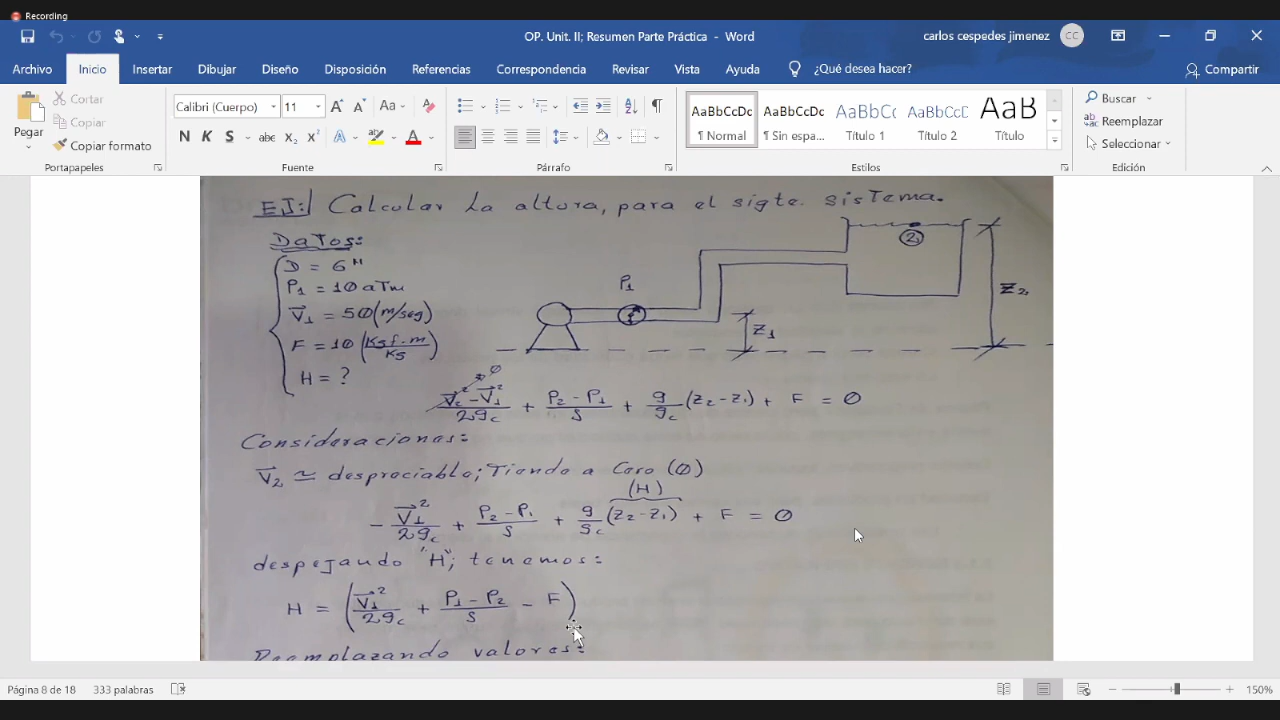 Recording
OP. Unit. II; Resumen Parte Práctica - Word
carlos cespedes jimenez CC
Archivo Inicio Insertar Dibujar Disposición Referencias Correspondencia Revisar Vista Ayuda ¿Qué desea hacer? Compartir
Pegar
Cortar
Copiar
Copiar formato
Portapapeles
Calibri (Cuerpo) 11
N K S abc x₂ x²
Fuente
Párrafo
AaBbCcDc AaBbCcDc AaBbCc AaBbCcC AaB
¶ Normal ¶ Sin espa... Título 1 Título 2 Título
Estilos
Buscar
Reemplazar
Seleccionar
Edición
EJ: Calcular La altura, para el sigte. sistema.
Datos:
D = 6"
P1 = 10 aTm
V1 = 50 (m/seg)
F = 10 (Kgf.m/Kg)
H = ?
P1
2
Z1
Z2
0
V2² - V1²/2gc + P2 - P1/ρ + g/gc (Z2 - Z1) + F = 0
Consideraciones:
V2 ≃ despreciable; Tiende a Cero (0)
(H)
- V1²/2gc + P2 - P1/ρ + g/gc (Z2 - Z1) + F = 0
despejando "H"; tenemos:
H = (V1²/2gc + P1 - P2/ρ - F)
Reemplazando valores:
Página 8 de 18 333 palabras 150%